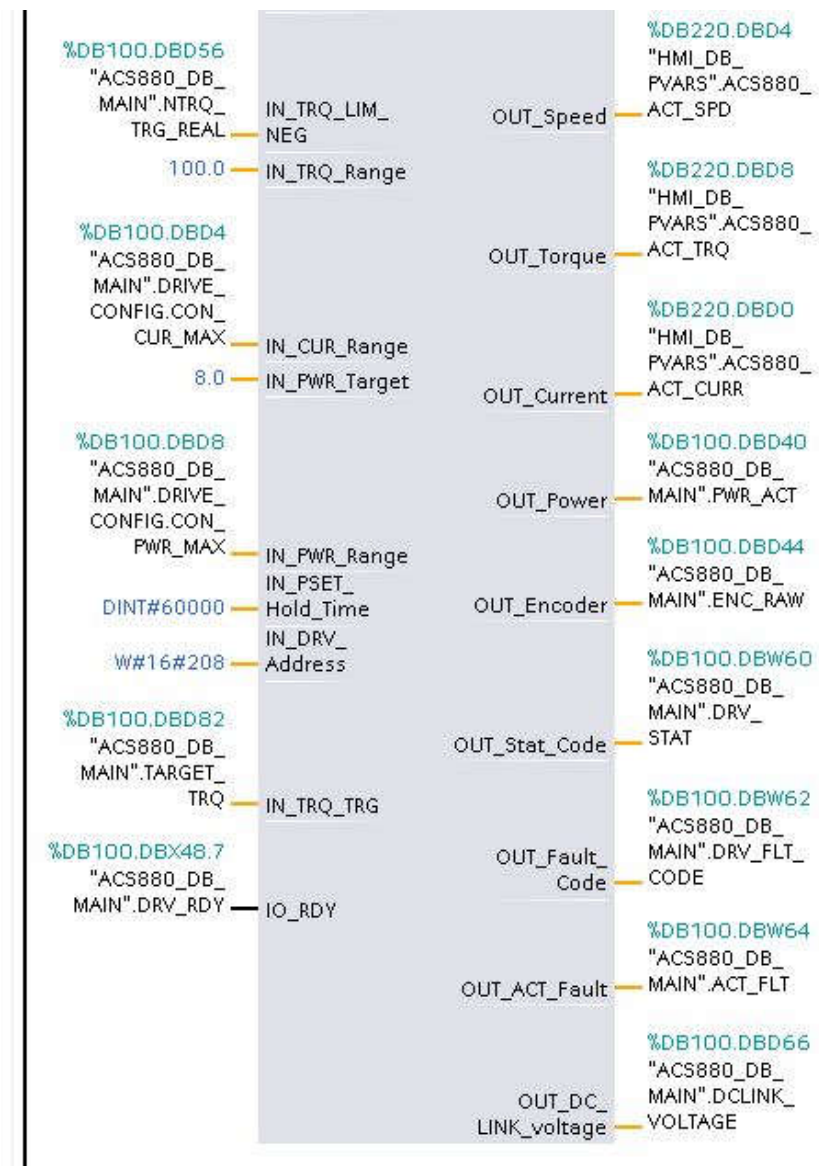 %DB100.DBD56
"ACS880_DB_
MAIN".NTRQ_
TRG_REAL
IN_TRQ_LIM_
NEG
100.0
IN_TRQ_Range
%DB100.DBD4
"ACS880_DB_
MAIN".DRIVE_
CONFIG.CON_
CUR_MAX
IN_CUR_Range
8.0
IN_PWR_Target
%DB100.DBD8
"ACS880_DB_
MAIN".DRIVE_
CONFIG.CON_
PWR_MAX
IN_PWR_Range
IN_PSET_
DINT#60000
Hold_Time
IN_DRV_
W#16#208
Address
%DB100.DBD82
"ACS880_DB_
MAIN".TARGET_
TRQ
IN_TRQ_TRG
%DB100.DBX48.7
"ACS880_DB_
MAIN".DRV_RDY
IO_RDY
OUT_Speed
%DB220.DBD4
"HMI_DB_
PVARS".ACS880_
ACT_SPD
OUT_Torque
%DB220.DBD8
"HMI_DB_
PVARS".ACS880_
ACT_TRQ
OUT_Current
%DB220.DBD0
"HMI_DB_
PVARS".ACS880_
ACT_CURR
OUT_Power
%DB100.DBD40
"ACS880_DB_
MAIN".PWR_ACT
OUT_Encoder
%DB100.DBD44
"ACS880_DB_
MAIN".ENC_RAW
OUT_Stat_Code
%DB100.DBW60
"ACS880_DB_
MAIN".DRV_
STAT
OUT_Fault_
Code
%DB100.DBW62
"ACS880_DB_
MAIN".DRV_FLT_
CODE
OUT_ACT_Fault
%DB100.DBW64
"ACS880_DB_
MAIN".ACT_FLT
OUT_DC_
LINK_voltage
%DB100.DBD66
"ACS880_DB_
MAIN".DCLINK_
VOLTAGE